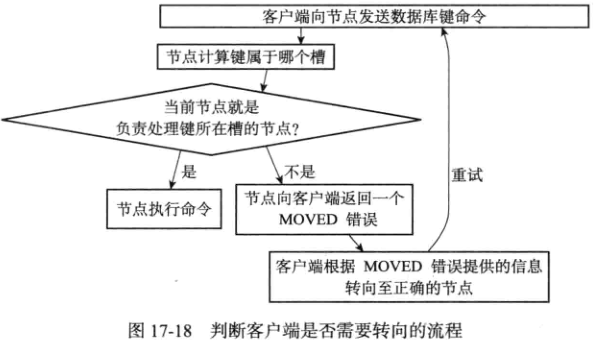 客户端向节点发送数据库键命令
节点计算键属于哪个槽
当前节点就是
负责处理键所在槽的节点？
是
不是
重试
节点执行命令
节点向客户端返回一个
MOVED 错误
客户端根据 MOVED 错误提供的信息
转向至正确的节点
图 17-18 判断客户端是否需要转向的流程